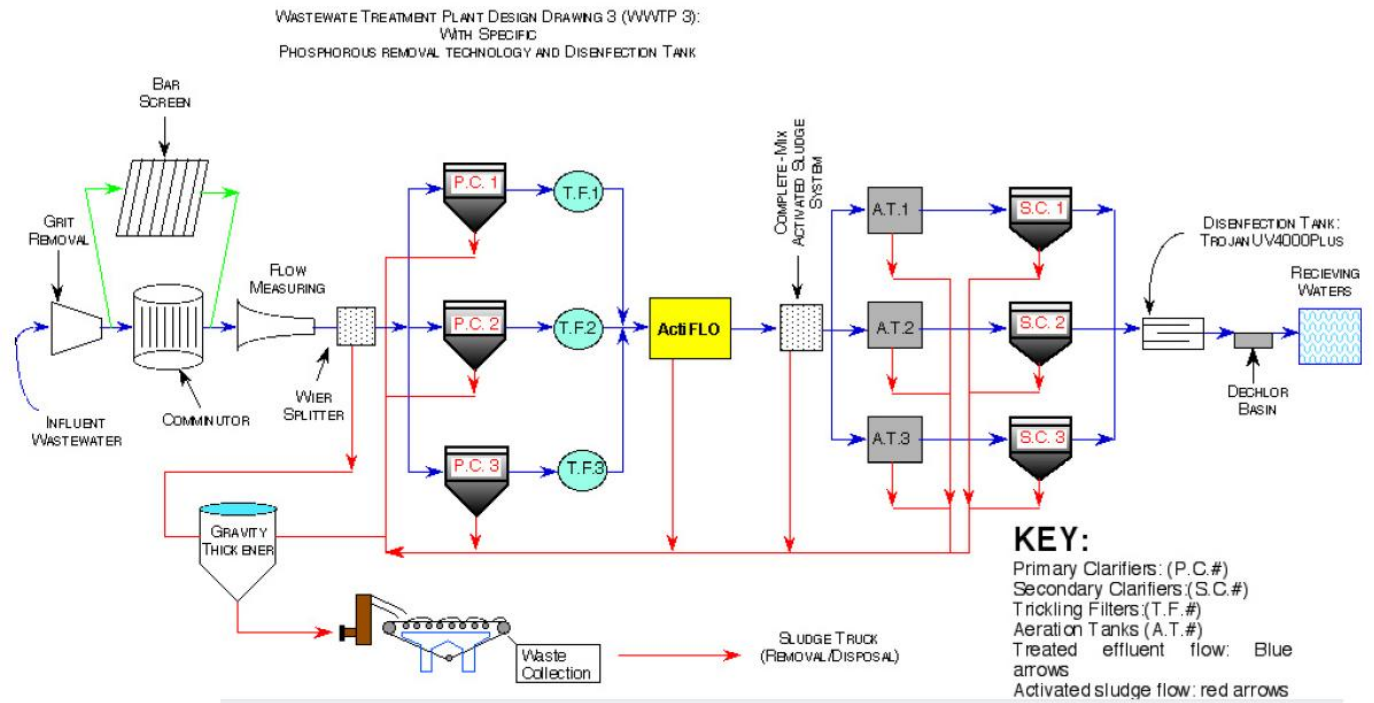 WASTEWATE TREATMENT PLANT DESIGN DRAWING 3 (WWTP 3):
WITH SPECIFIC
PHOSPHOROUS REMOVAL TECHNOLOGY AND DISENFECTION TANK
BAR
SCREEN
GRIT
REMOVAL
FLOW
MEASURING
INFLUENT
WASTEWATER
COMMINUTOR
WIER
SPLITTER
P.C. 1
P.C. 2
P.C. 3
T.F.1
T.F.2
T.F.3
ActiFLO
COMPLETE-MIX
ACTIVATED SLUDGE
SYSTEM
A.T.1
A.T.2
A.T.3
S.C. 1
S.C. 2
S.C. 3
DISENFECTION TANK:
TROJANUV4000PLUS
RECIEVING
WATERS
DECHLOR
BASIN
GRAVITY
THICKENER
Waste
Collection
SLUDGE TRUCK
(REMOVAL/DISPOSAL)
KEY:
Primary Clarifiers: (P.C.#)
Secondary Clarifiers:(S.C.#)
Trickling Filters:(T.F.#)
Aeration Tanks (A.T.#)
Treated effluent flow: Blue
arrows
Activated sludge flow: red arrows